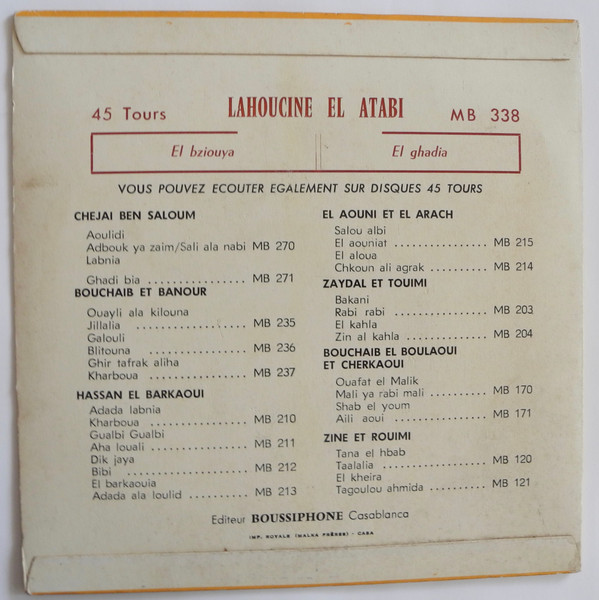 45 Tours LAHOUCINE EL ATABI MB 338
El bziouya El ghadia
VOUS POUVEZ ECOUTER EGALEMENT SUR DISQUES 45 TOURS
CHEJAI BEN SALOUM
Aoulidi
Adbouk ya zaim/Sali ala nabi MB 270
Labnia
Ghadi bia ................ MB 271
BOUCHAIB ET BANOUR
Ouayli ala kilouna
Jillalia ................ MB 235
Galouli
Blitouna .............. MB 236
Ghir tafrak aliha
Kharboua .............. MB 237
HASSAN EL BARKAOUI
Adada labnia
Kharboua .............. MB 210
Gualbi Gualbi
Aha louali .............. MB 211
Dik jaya
Bibi .................. MB 212
El barkaouia
Adada ala loulid ......... MB 213
EL AOUNI ET EL ARACH
Salou albi
El aouniat .............. MB 215
El aloua
Chkoun ali agrak .......... MB 214
ZAYDAL ET TOUIMI
Bakani
Rabi rabi .............. MB 203
El kahla
Zin al kahla ............ MB 204
BOUCHAIB EL BOULAOUI
ET CHERKAOUI
Ouafat el Malik
Mali ya rabi mali .......... MB 170
Shab el youm
Aili aoui .............. MB 171
ZINE ET ROUIMI
Tana el hbab
Taalalia ................ MB 120
El kheira
Tagoulou ahmida .......... MB 121
Editeur BOUSSIPHONE Casablanca
IMP. ROYALE (MALKA FRÈRES) - CASA